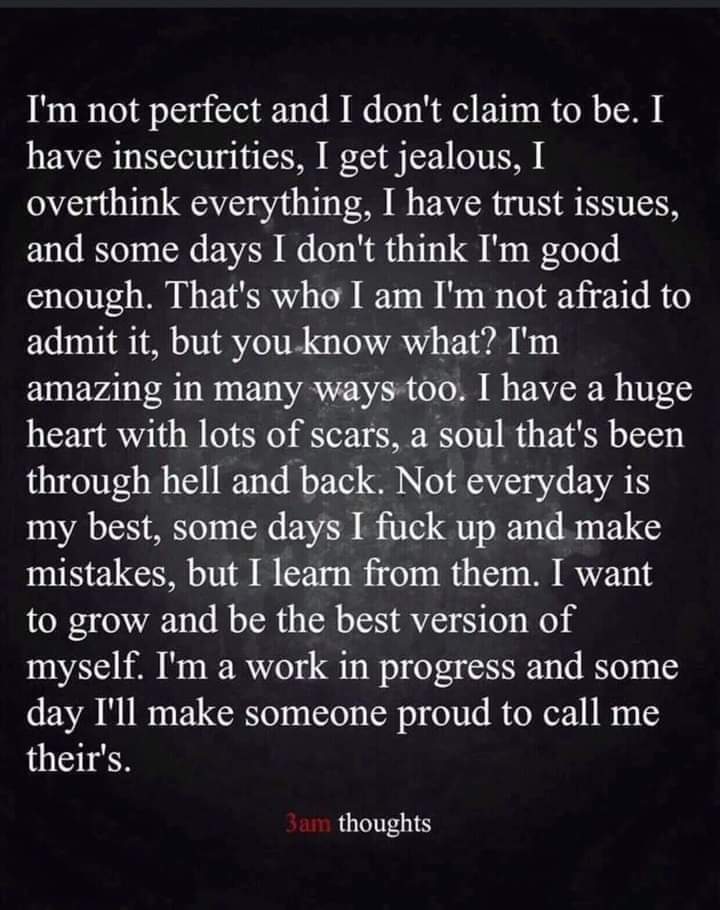 I'm not perfect and I don't claim to be. I
have insecurities, I get jealous, I
overthink everything, I have trust issues,
and some days I don't think I'm good
enough. That's who I am I'm not afraid to
admit it, but you know what? I'm
amazing in many ways too. I have a huge
heart with lots of scars, a soul that's been
through hell and back. Not everyday is
my best, some days I fuck up and make
mistakes, but I learn from them. I want
to grow and be the best version of
myself. I'm a work in progress and some
day I'll make someone proud to call me
their's.
3am thoughts